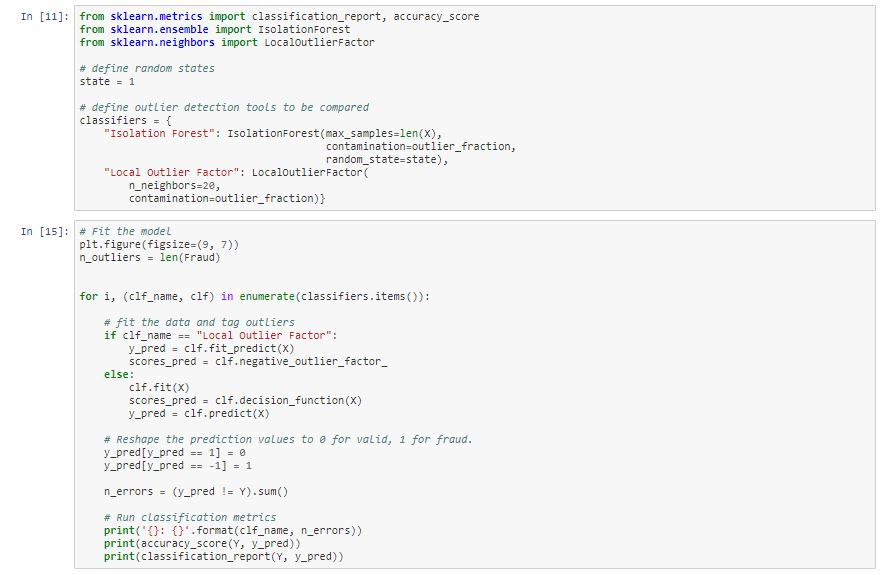 In [11]: from sklearn.metrics import classification_report, accuracy_score
from sklearn.ensemble import IsolationForest
from sklearn.neighbors import LocalOutlierFactor
# define random states
state = 1
# define outlier detection tools to be compared
classifiers = {
"Isolation Forest": IsolationForest(max_samples=len(X),
contamination=outlier_fraction,
random_state=state),
"Local Outlier Factor": LocalOutlierFactor(
n_neighbors=20,
contamination=outlier_fraction)}
In [15]: # Fit the model
plt.figure(figsize=(9, 7))
n_outliers = len(Fraud)
for i, (clf_name, clf) in enumerate(classifiers.items()):
# fit the data and tag outliers
if clf_name == "Local Outlier Factor":
y_pred = clf.fit_predict(X)
scores_pred = clf.negative_outlier_factor_
else:
clf.fit(X)
scores_pred = clf.decision_function(X)
y_pred = clf.predict(X)
# Reshape the prediction values to 0 for valid, 1 for fraud.
y_pred[y_pred == 1] = 0
y_pred[y_pred == -1] = 1
n_errors = (y_pred != Y).sum()
# Run classification metrics
print('{}: {}'.format(clf_name, n_errors))
print(accuracy_score(Y, y_pred))
print(classification_report(Y, y_pred))